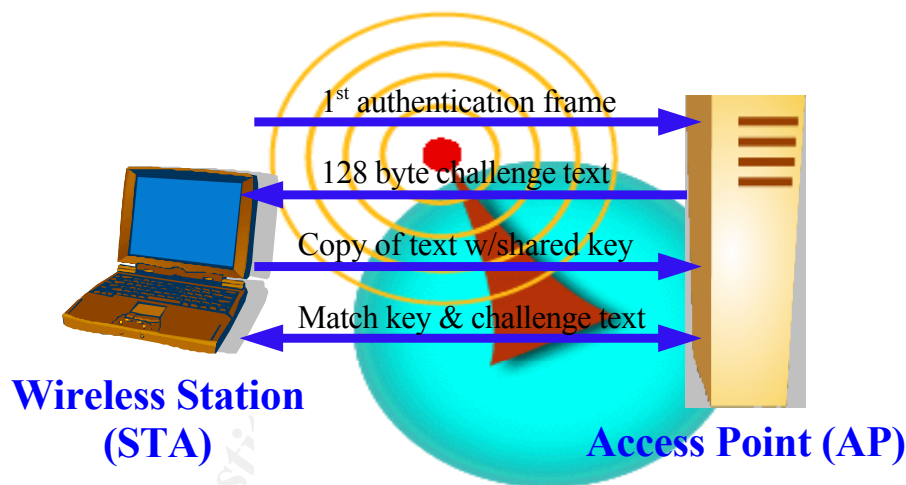 1st authentication frame
128 byte challenge text
Copy of text w/shared key
Match key & challenge text
Wireless Station
(STA)
Access Point (AP)